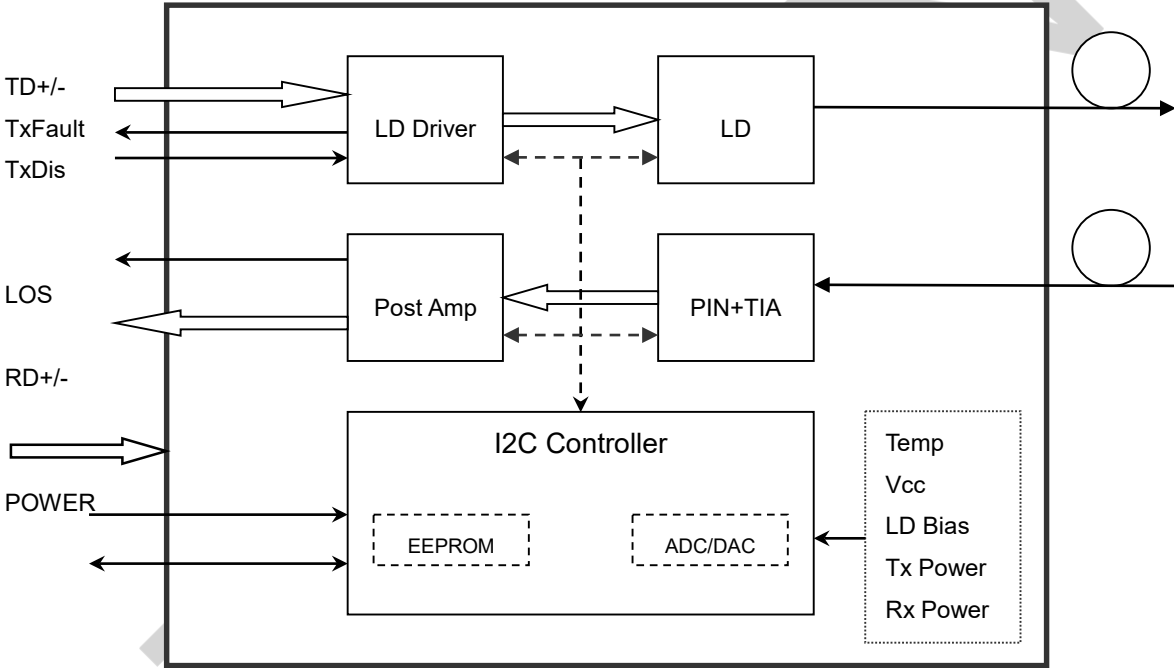 TD+/-
TxFault
TxDis
LD Driver
LD
LOS
Post Amp
PIN+TIA
RD+/-
POWER
I2C Controller
EEPROM
ADC/DAC
Temp
Vcc
LD Bias
Tx Power
Rx Power